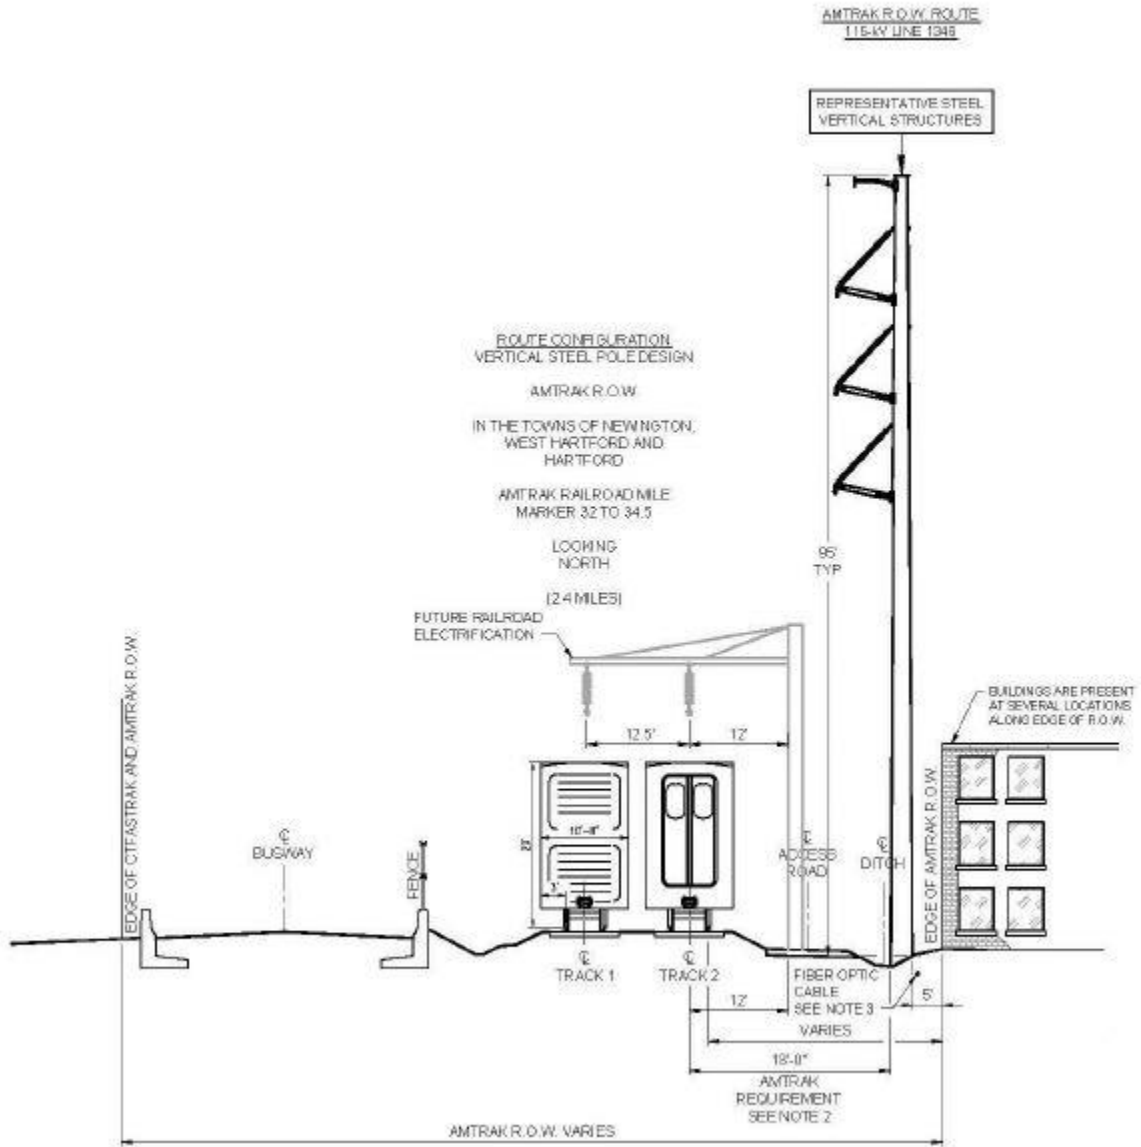 AMTRAK R.O.W. ROUTE
115-kV LINE 1346
REPRESENTATIVE STEEL
VERTICAL STRUCTURES
ROUTE CONFIGURATION
VERTICAL STEEL POLE DESIGN
AMTRAK R.O.W
IN THE TOWNS OF NEWINGTON,
WEST HARTFORD AND
HARTFORD
AMTRAK RAILROAD MILE
MARKER 32 TO 34.5
LOOKING
NORTH
(2.4 MILES)
95'
TYP
FUTURE RAILROAD
ELECTRIFICATION
EDGE OF CTFASTRAK AND AMTRAK R.O.W.
BUILDINGS ARE PRESENT
AT SEVERAL LOCATIONS
ALONG EDGE OF R.O.W.
12.5'
12'
EDGE OF AMTRAK R.O.W.
10'-8"
℄
BUSWAY
FENCE
3'
℄
ACCESS
ROAD
℄
DITCH
℄
TRACK 1
℄
TRACK 2
FIBER OPTIC
CABLE
SEE NOTE 3
5'
12'
VARIES
18'-0"
AMTRAK
REQUIREMENT
SEE NOTE 2
AMTRAK R.O.W. VARIES